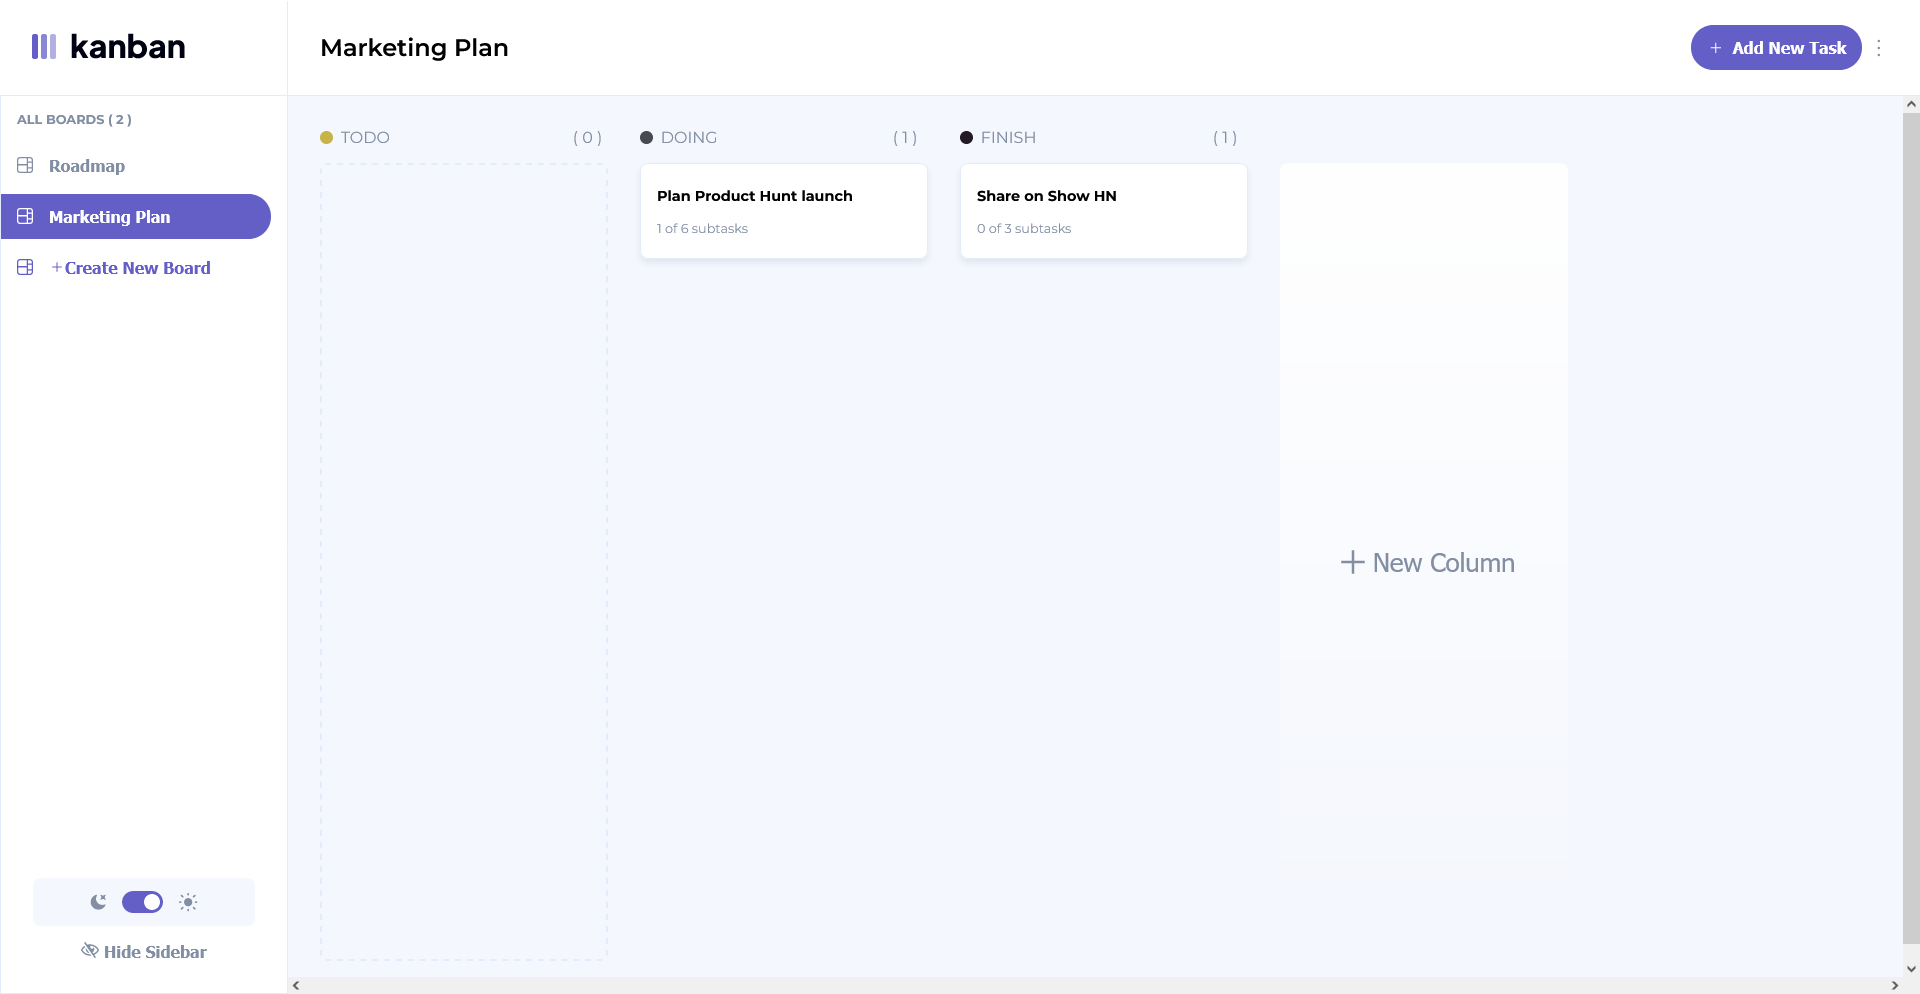 kanban
Marketing Plan
+ Add New Task
ALL BOARDS ( 2 )
Roadmap
Marketing Plan
+ Create New Board
TODO ( 0 )
DOING ( 1 )
FINISH ( 1 )
Plan Product Hunt launch
1 of 6 subtasks
Share on Show HN
0 of 3 subtasks
+ New Column
Hide Sidebar